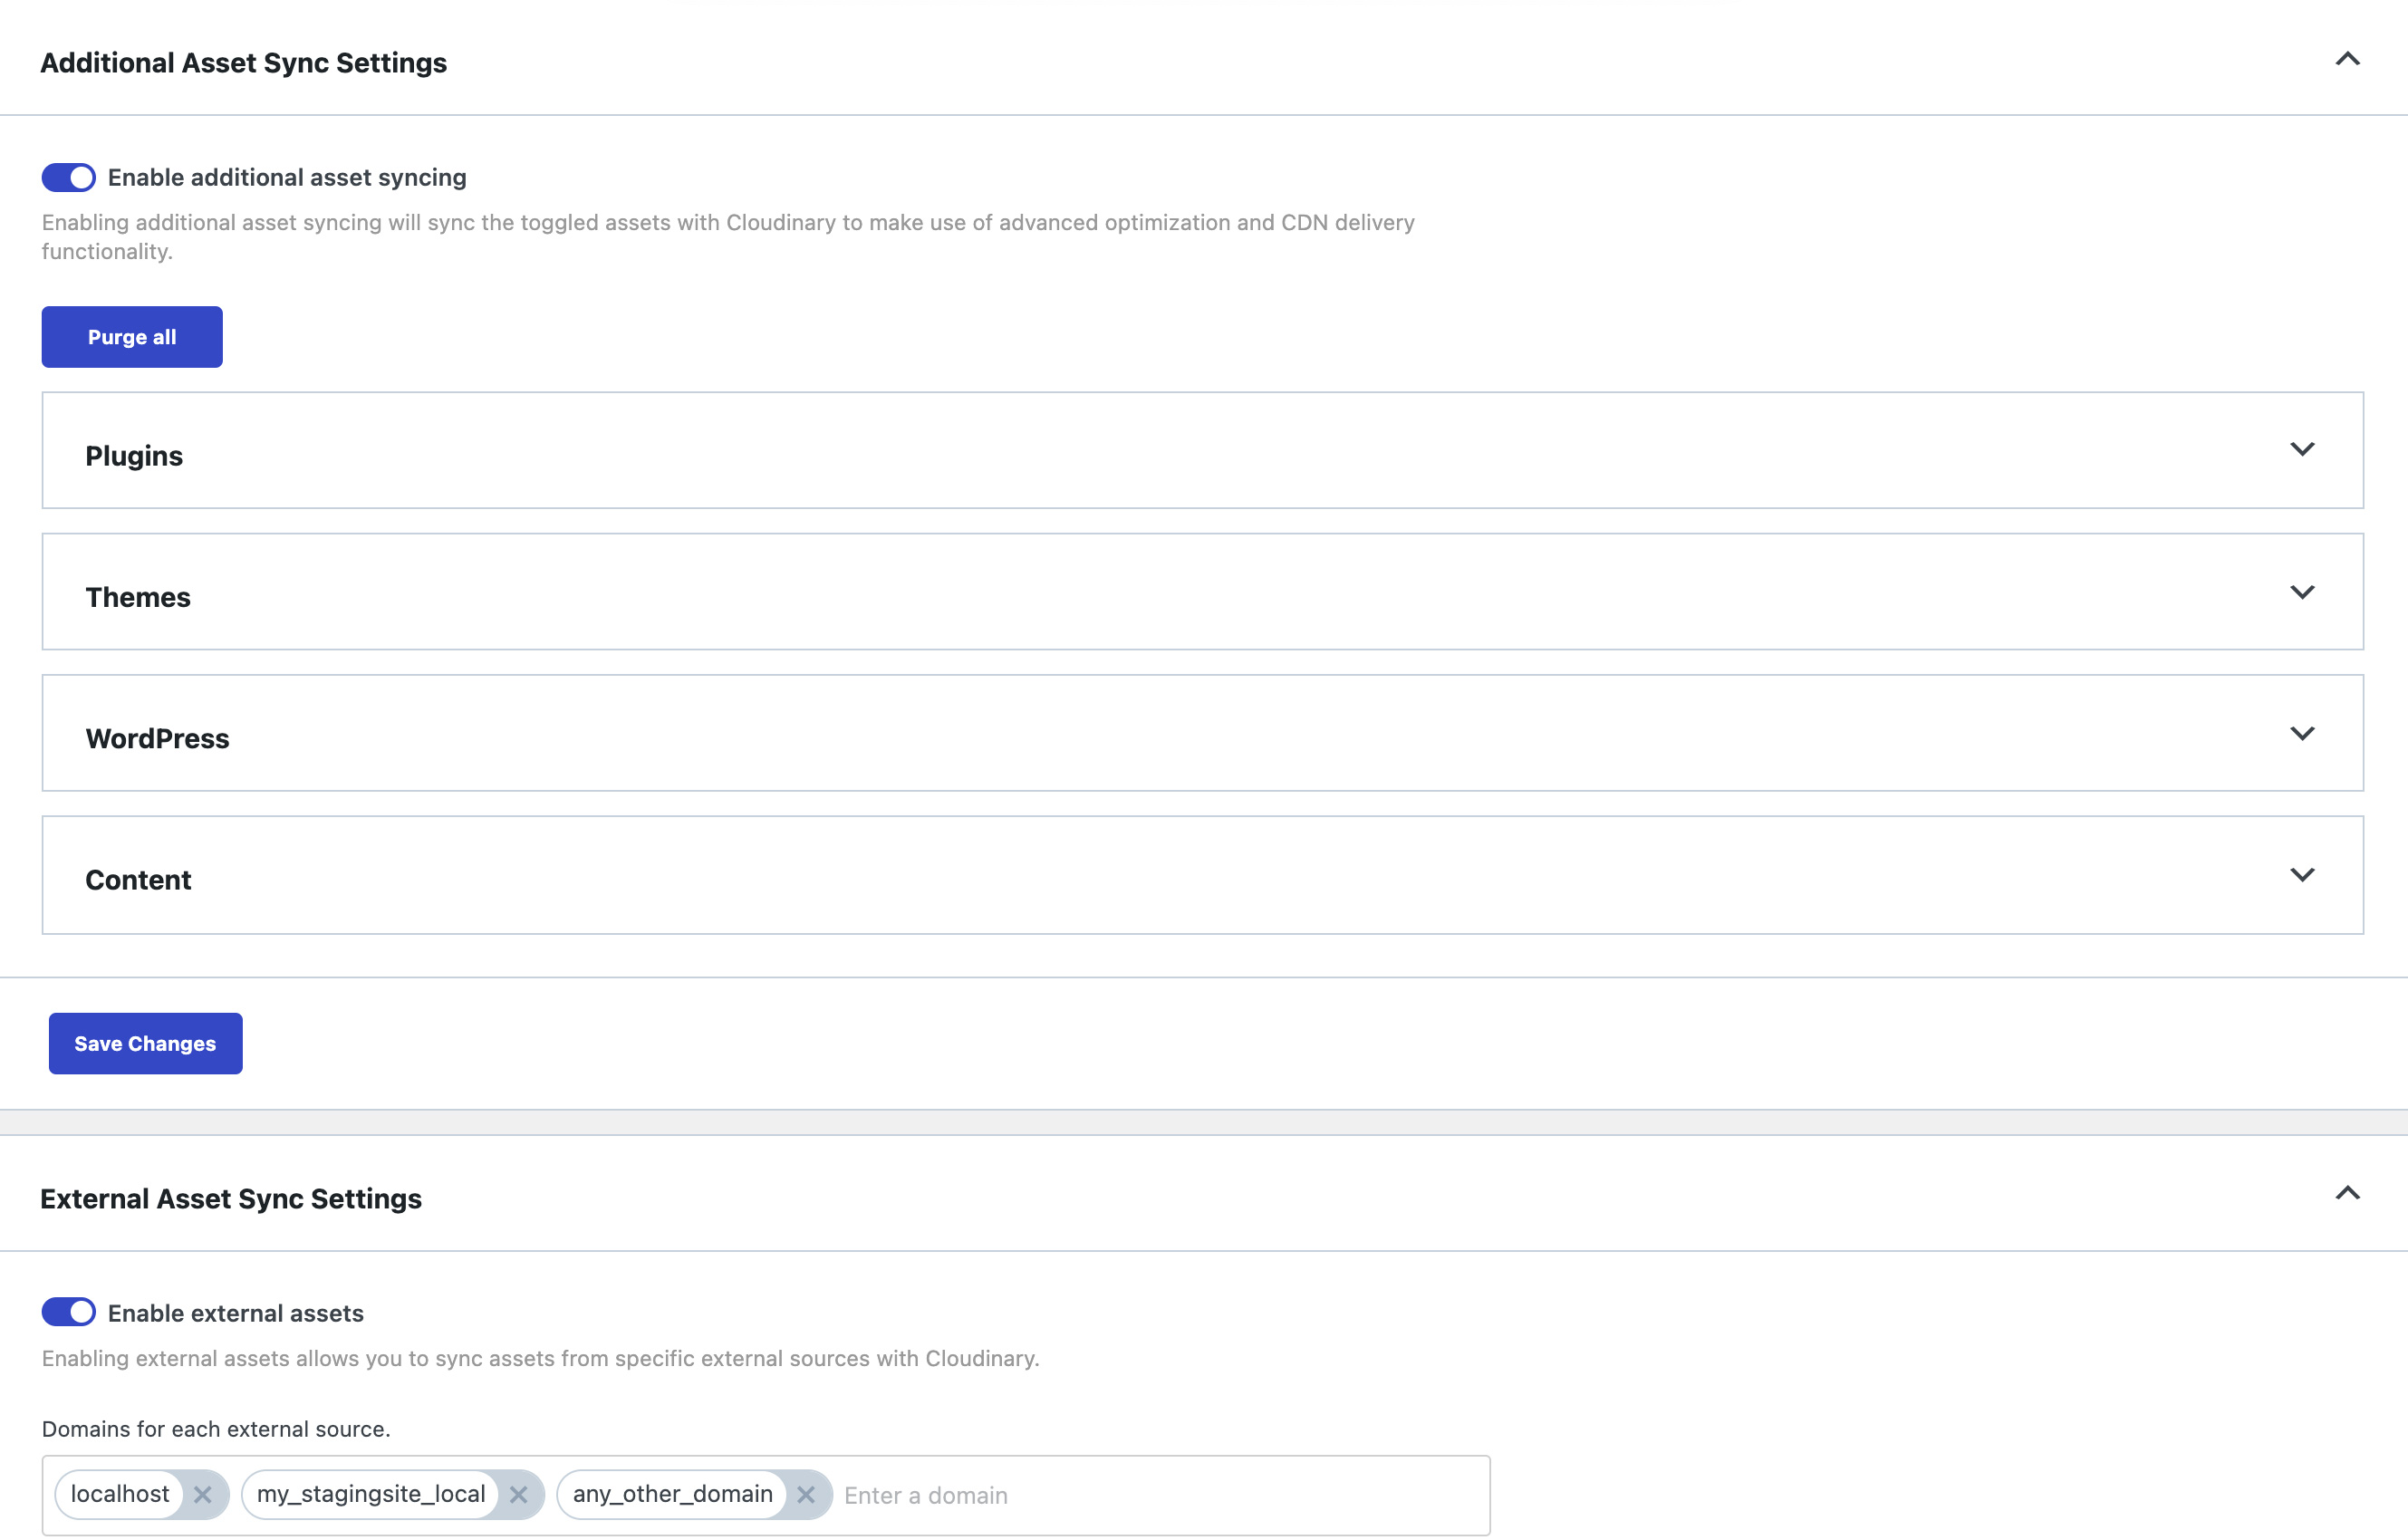 Additional Asset Sync Settings
Enable additional asset syncing
Enabling additional asset syncing will sync the toggled assets with Cloudinary to make use of advanced optimization and CDN delivery
functionality.
Purge all
Plugins
Themes
WordPress
Content
Save Changes
External Asset Sync Settings
Enable external assets
Enabling external assets allows you to sync assets from specific external sources with Cloudinary.
Domains for each external source.
localhost my_stagingsite_local any_other_domain Enter a domain